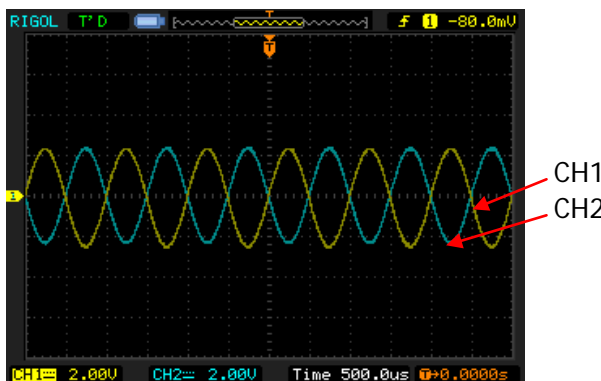 RIGOL T'D T f 1 -80.0mV
T
1
CH1
CH2
CH1 2.00V CH2 2.00V Time 500.0us T→0.0000s